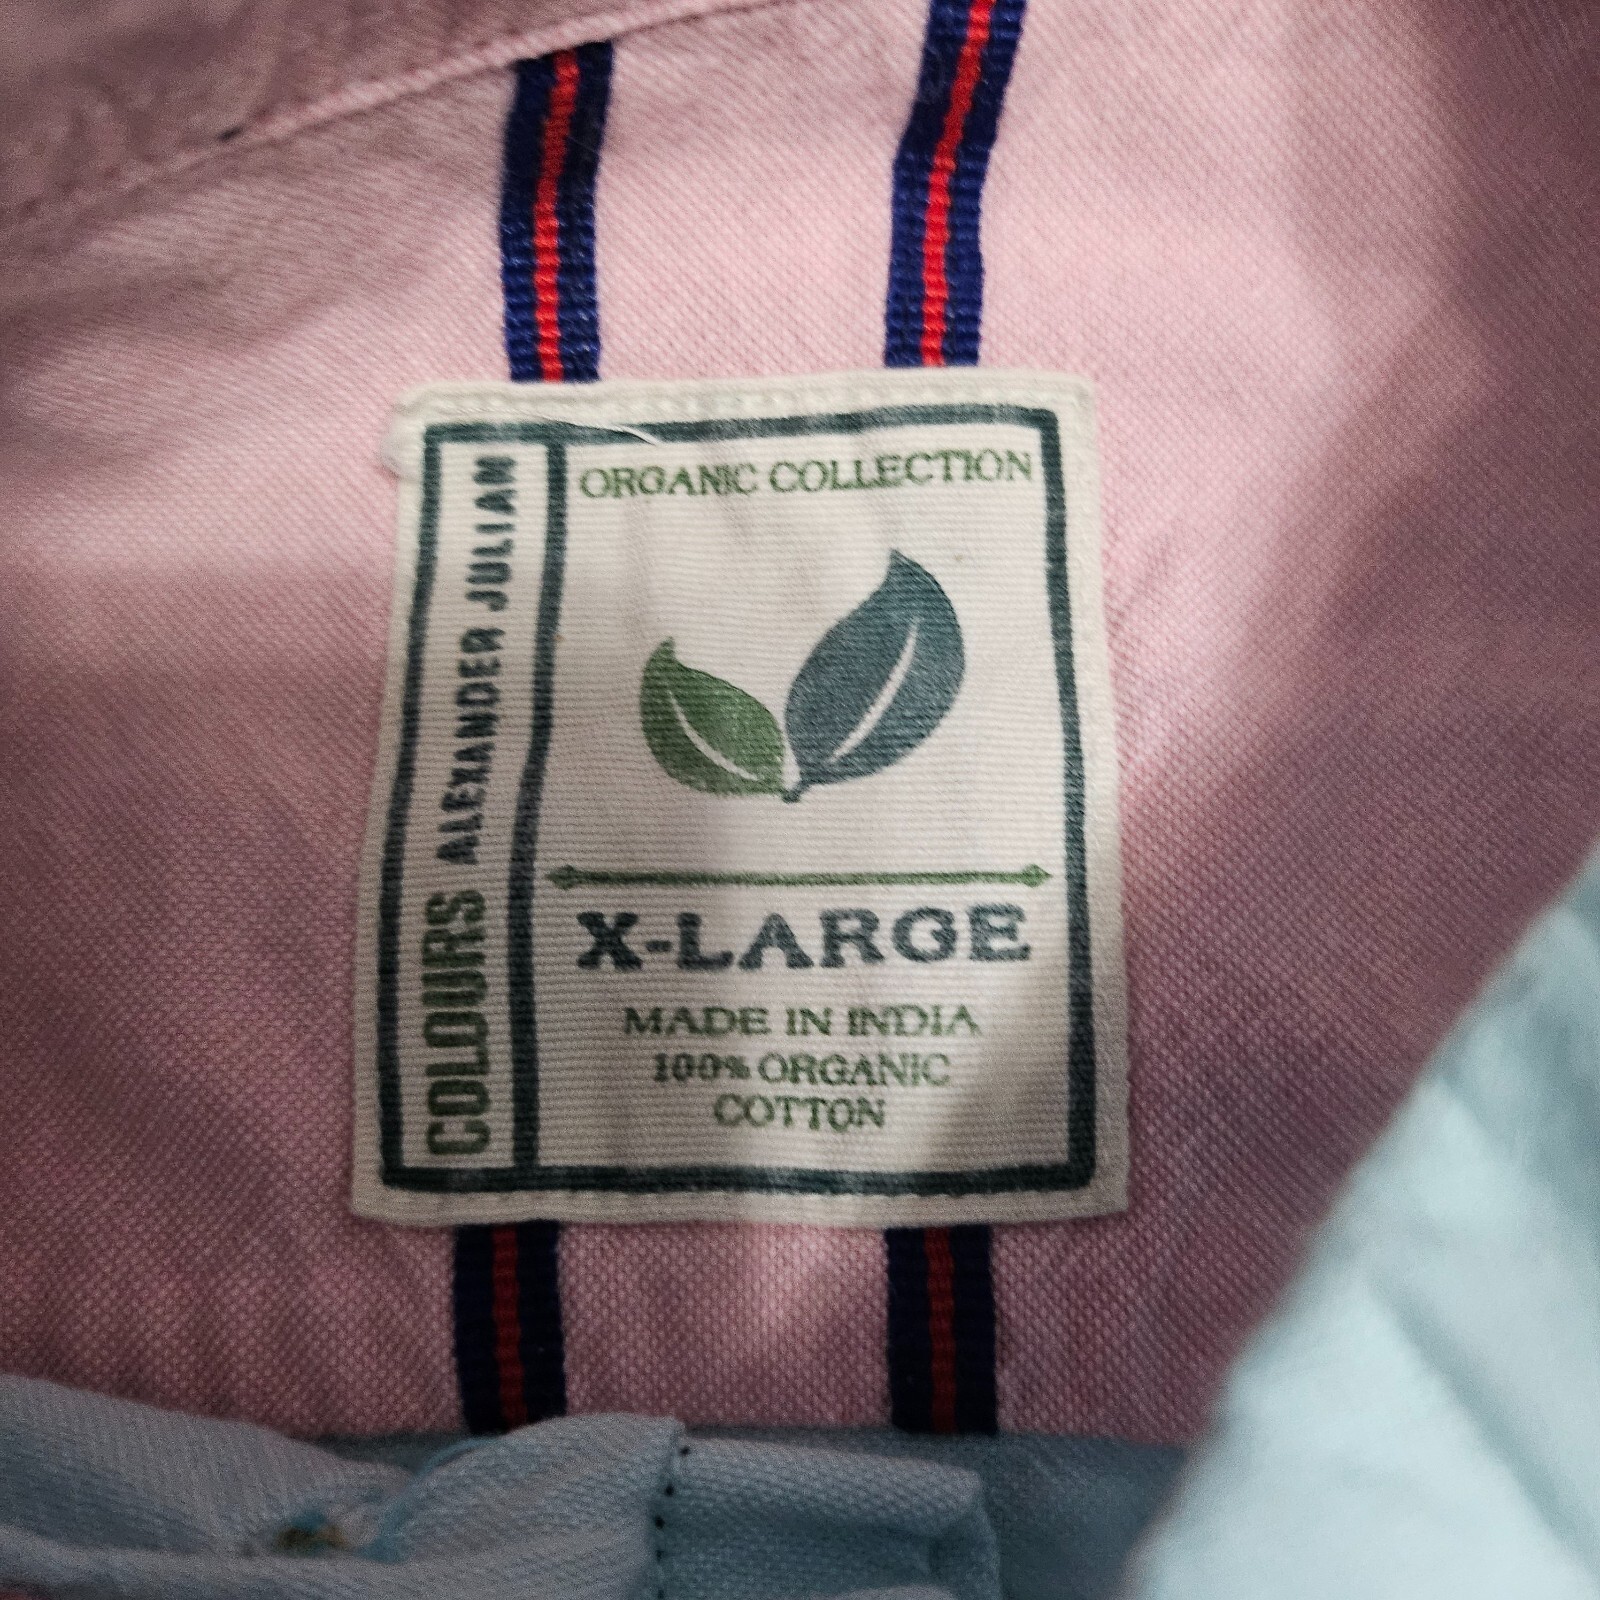 COLOURS ALEXANDER JULIAN
ORGANIC COLLECTION
X-LARGE
MADE IN INDIA
100% ORGANIC
COTTON